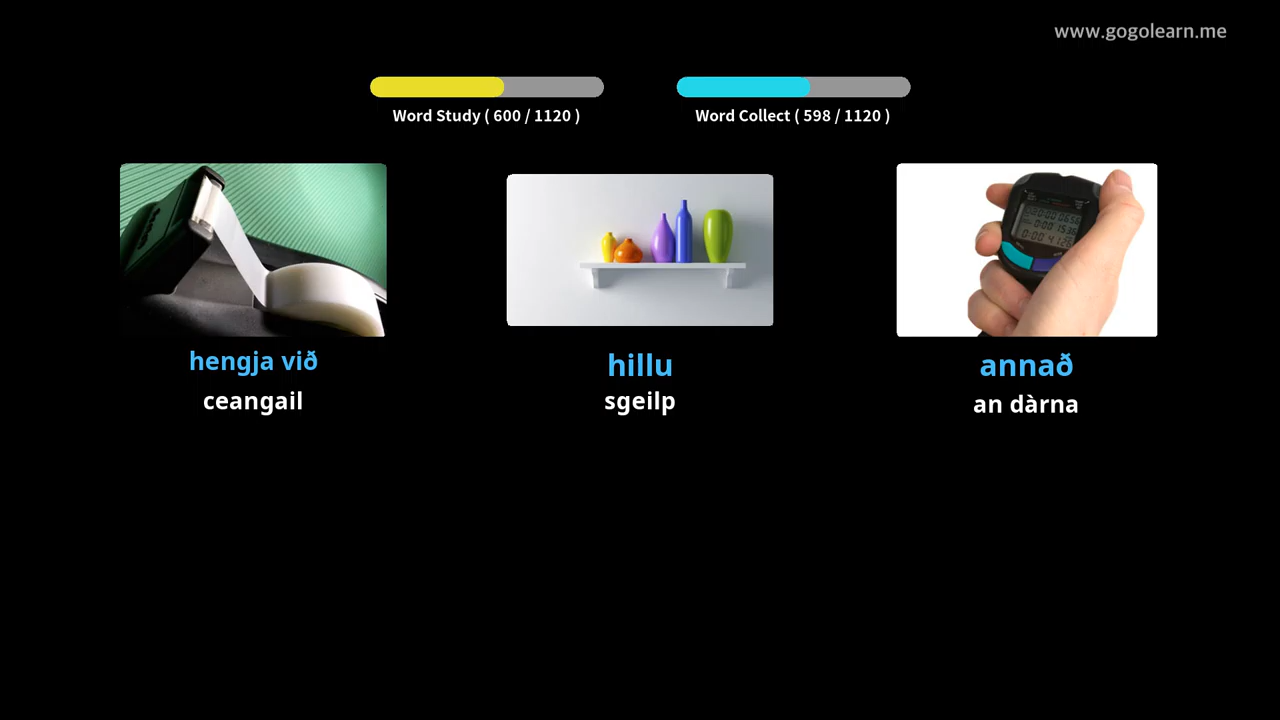 www.gogolearn.me
Word Study ( 600 / 1120 )
Word Collect ( 598 / 1120 )
hengja við
ceangail
hillu
sgeilp
annað
an dàrna